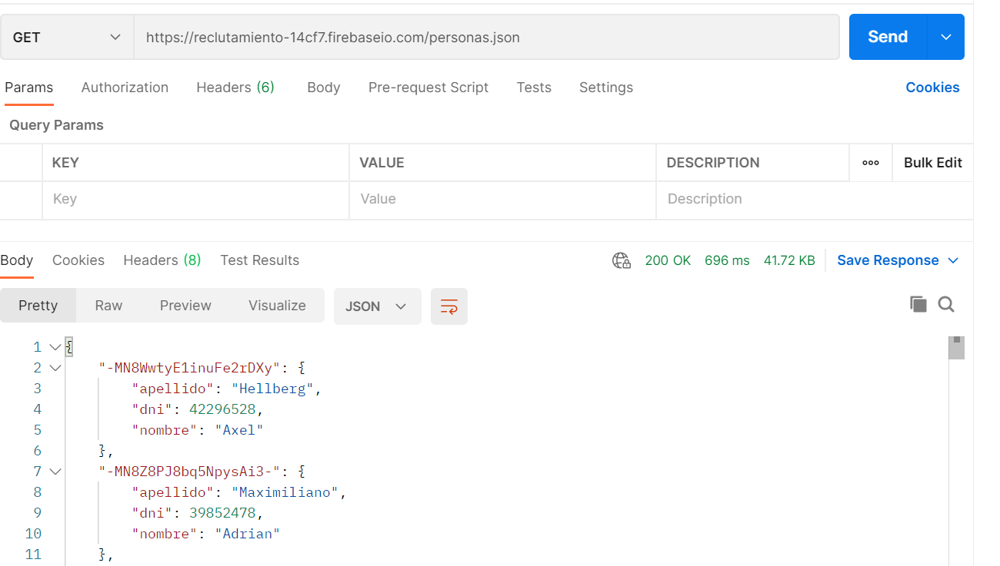 GET https://reclutamiento-14cf7.firebaseio.com/personas.json Send
Params Authorization Headers (6) Body Pre-request Script Tests Settings Cookies
Query Params
KEY VALUE DESCRIPTION ooo Bulk Edit
Key Value Description
Body Cookies Headers (8) Test Results 200 OK 696 ms 41.72 KB Save Response
Pretty Raw Preview Visualize JSON
1 {
2 "-MN8WwtyE1inuFe2rDXy": {
3 "apellido": "Hellberg",
4 "dni": 42296528,
5 "nombre": "Axel"
6 },
7 "-MN8Z8PJ8bq5NpysAi3-": {
8 "apellido": "Maximiliano",
9 "dni": 39852478,
10 "nombre": "Adrian"
11 },